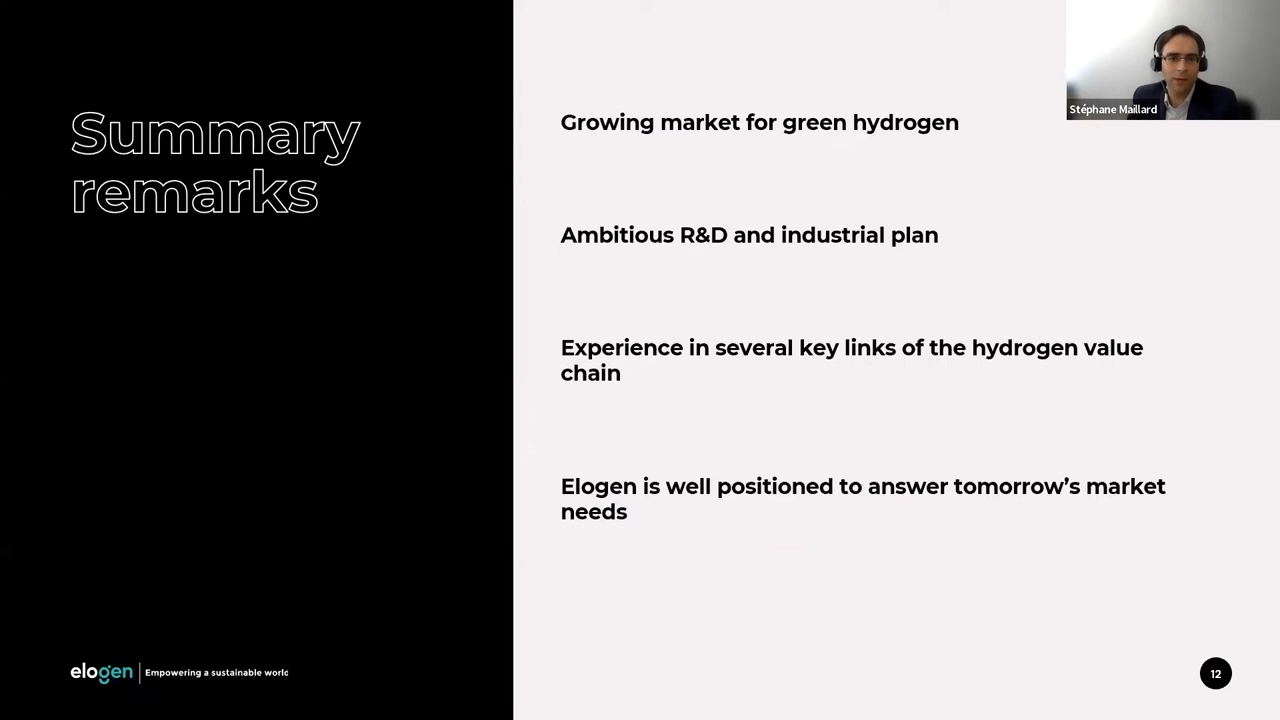 Summary
remarks
Growing market for green hydrogen
Ambitious R&D and industrial plan
Experience in several key links of the hydrogen value
chain
Elogen is well positioned to answer tomorrow’s market
needs
Stéphane Maillard
elogen
Empowering a sustainable world
12